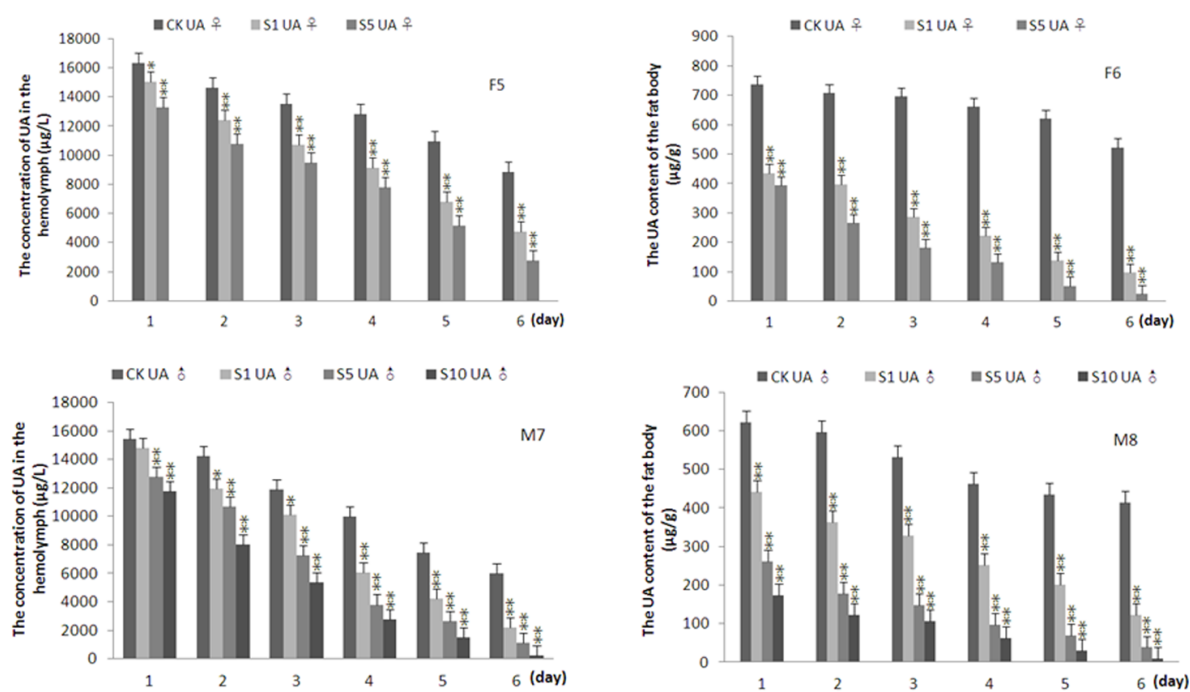 CK UA ♀ S1 UA ♀ S5 UA ♀
The concentration of UA in the
hemolymph (μg/L)
18000
16000
14000
12000
10000
8000
6000
4000
2000
0
F5
* **
** **
** **
** **
** **
** **
1 2 3 4 5 6 (day)
CK UA ♀ S1 UA ♀ S5 UA ♀
The UA content of the fat body
(μg/g)
900
800
700
600
500
400
300
200
100
0
F6
** **
** **
** **
** **
** **
** **
1 2 3 4 5 6 (day)
CK UA ♂ S1 UA ♂ S5 UA ♂ S10 UA ♂
The concentration of UA in the
hemolymph (μg/L)
18000
16000
14000
12000
10000
8000
6000
4000
2000
0
M7
** **
* ** **
* ** **
** ** **
** ** **
** ** **
1 2 3 4 5 6 (day)
CK UA ♂ S1 UA ♂ S5 UA ♂ S10 UA ♂
The UA content of the fat body
(μg/g)
700
600
500
400
300
200
100
0
M8
** ** **
** ** **
** ** **
** ** **
** ** **
** ** **
1 2 3 4 5 6 (day)